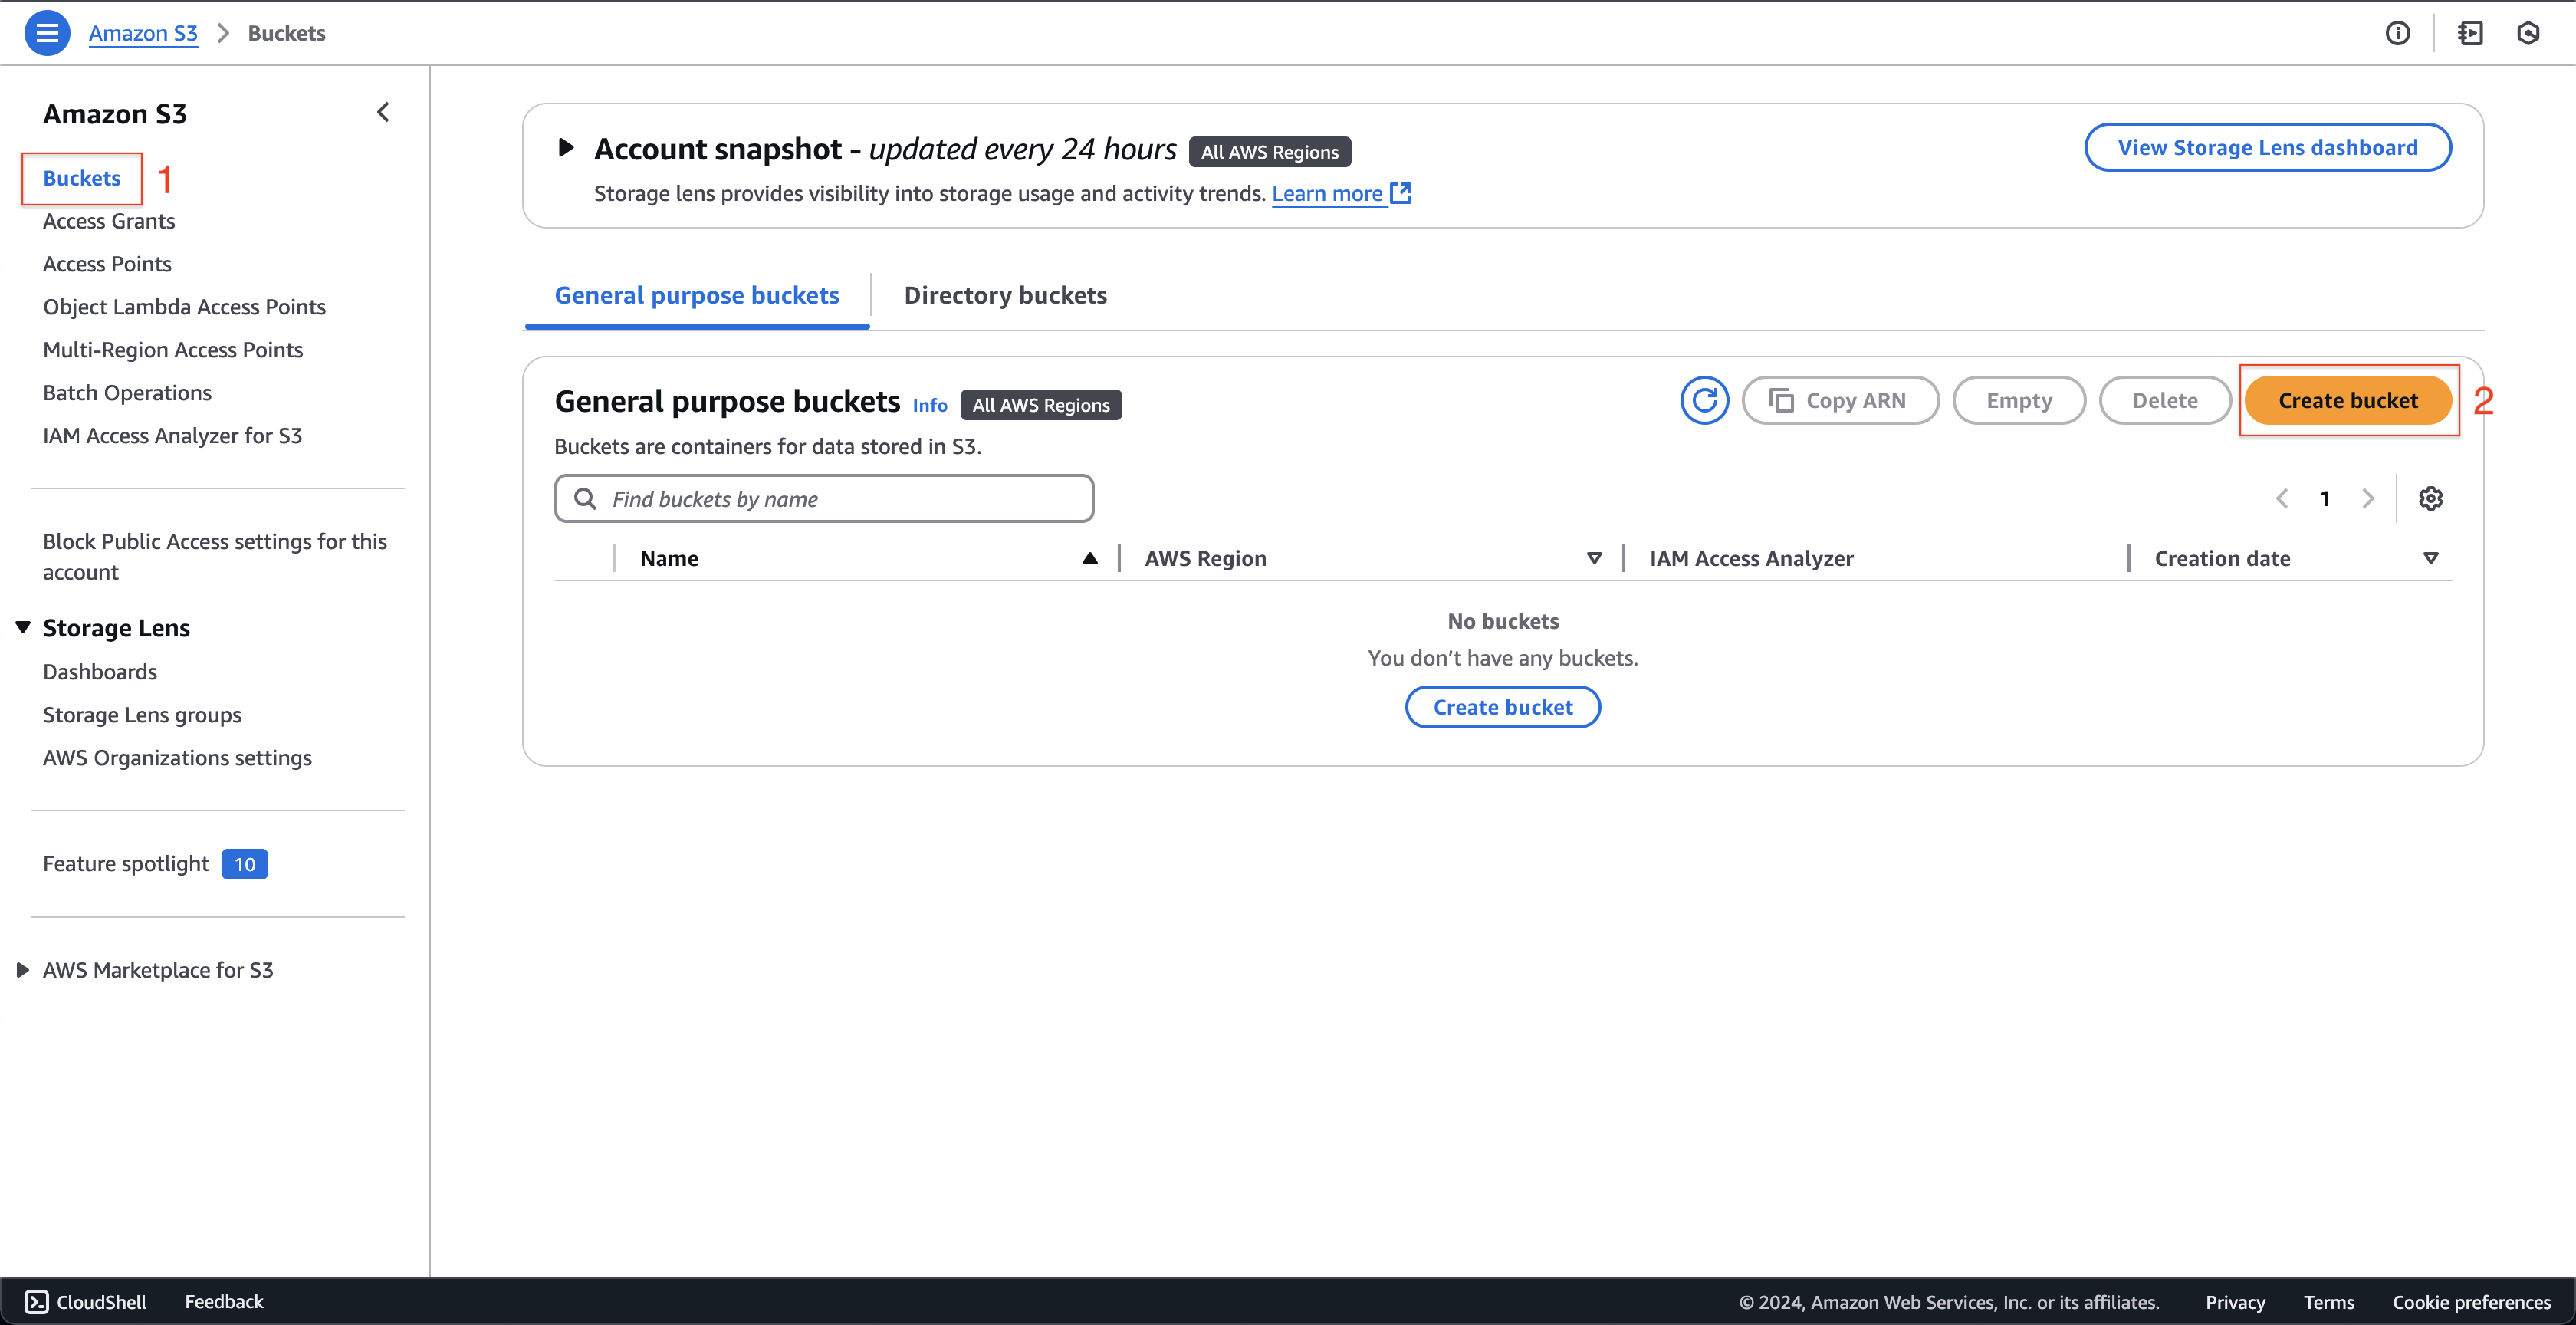 Amazon S3 > Buckets
Amazon S3
Buckets 1
Access Grants
Access Points
Object Lambda Access Points
Multi-Region Access Points
Batch Operations
IAM Access Analyzer for S3
Block Public Access settings for this
account
Storage Lens
Dashboards
Storage Lens groups
AWS Organizations settings
Feature spotlight 10
AWS Marketplace for S3
Account snapshot - updated every 24 hours All AWS Regions
View Storage Lens dashboard
Storage lens provides visibility into storage usage and activity trends. Learn more
General purpose buckets Directory buckets
General purpose buckets Info All AWS Regions
Copy ARN Empty Delete Create bucket 2
Buckets are containers for data stored in S3.
Find buckets by name
1
Name AWS Region IAM Access Analyzer Creation date
No buckets
You don’t have any buckets.
Create bucket
CloudShell Feedback © 2024, Amazon Web Services, Inc. or its affiliates. Privacy Terms Cookie preferences